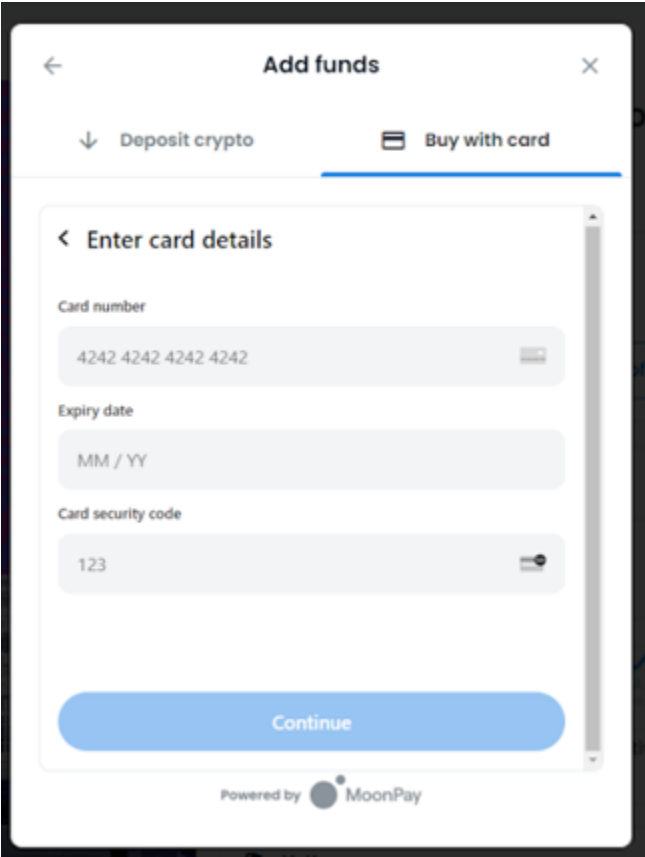 Add funds
Deposit crypto
Buy with card
Enter card details
Card number
4242 4242 4242 4242
Expiry date
MM / YY
Card security code
123
Continue
Powered by MoonPay